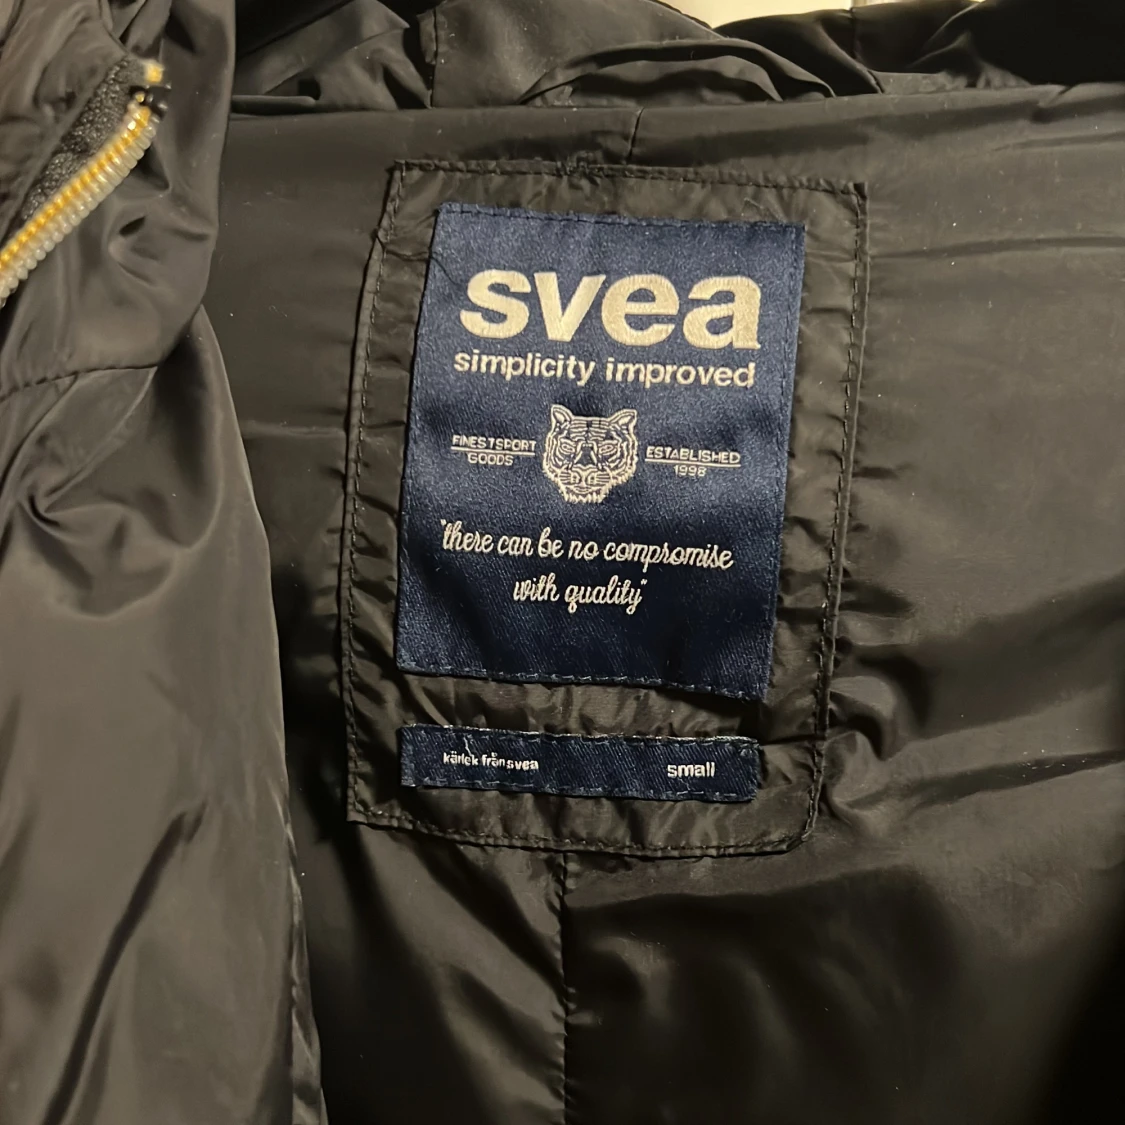 svea
simplicity improved
FINEST SPORT
GOODS
ESTABLISHED
1998
"there can be no compromise
with quality"
kärlek från svea
small